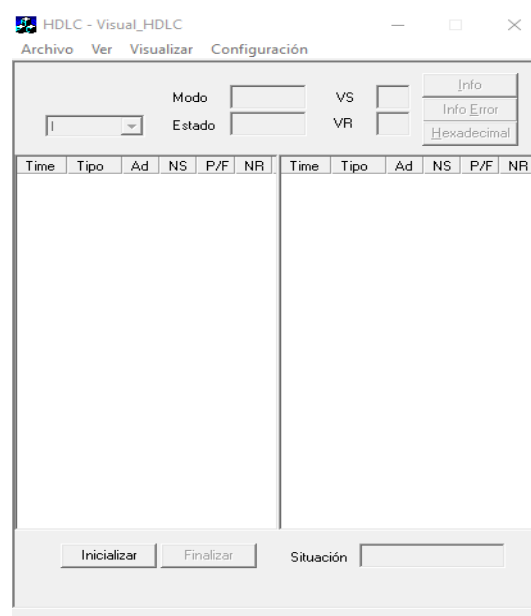 HDLC - Visual_HDLC
Archivo Ver Visualizar Configuración
Info
Modo VS
Info Error
I Estado VR
Hexadecimal
Time Tipo Ad NS P/F NR Time Tipo Ad NS P/F NR
Inicializar Finalizar Situación